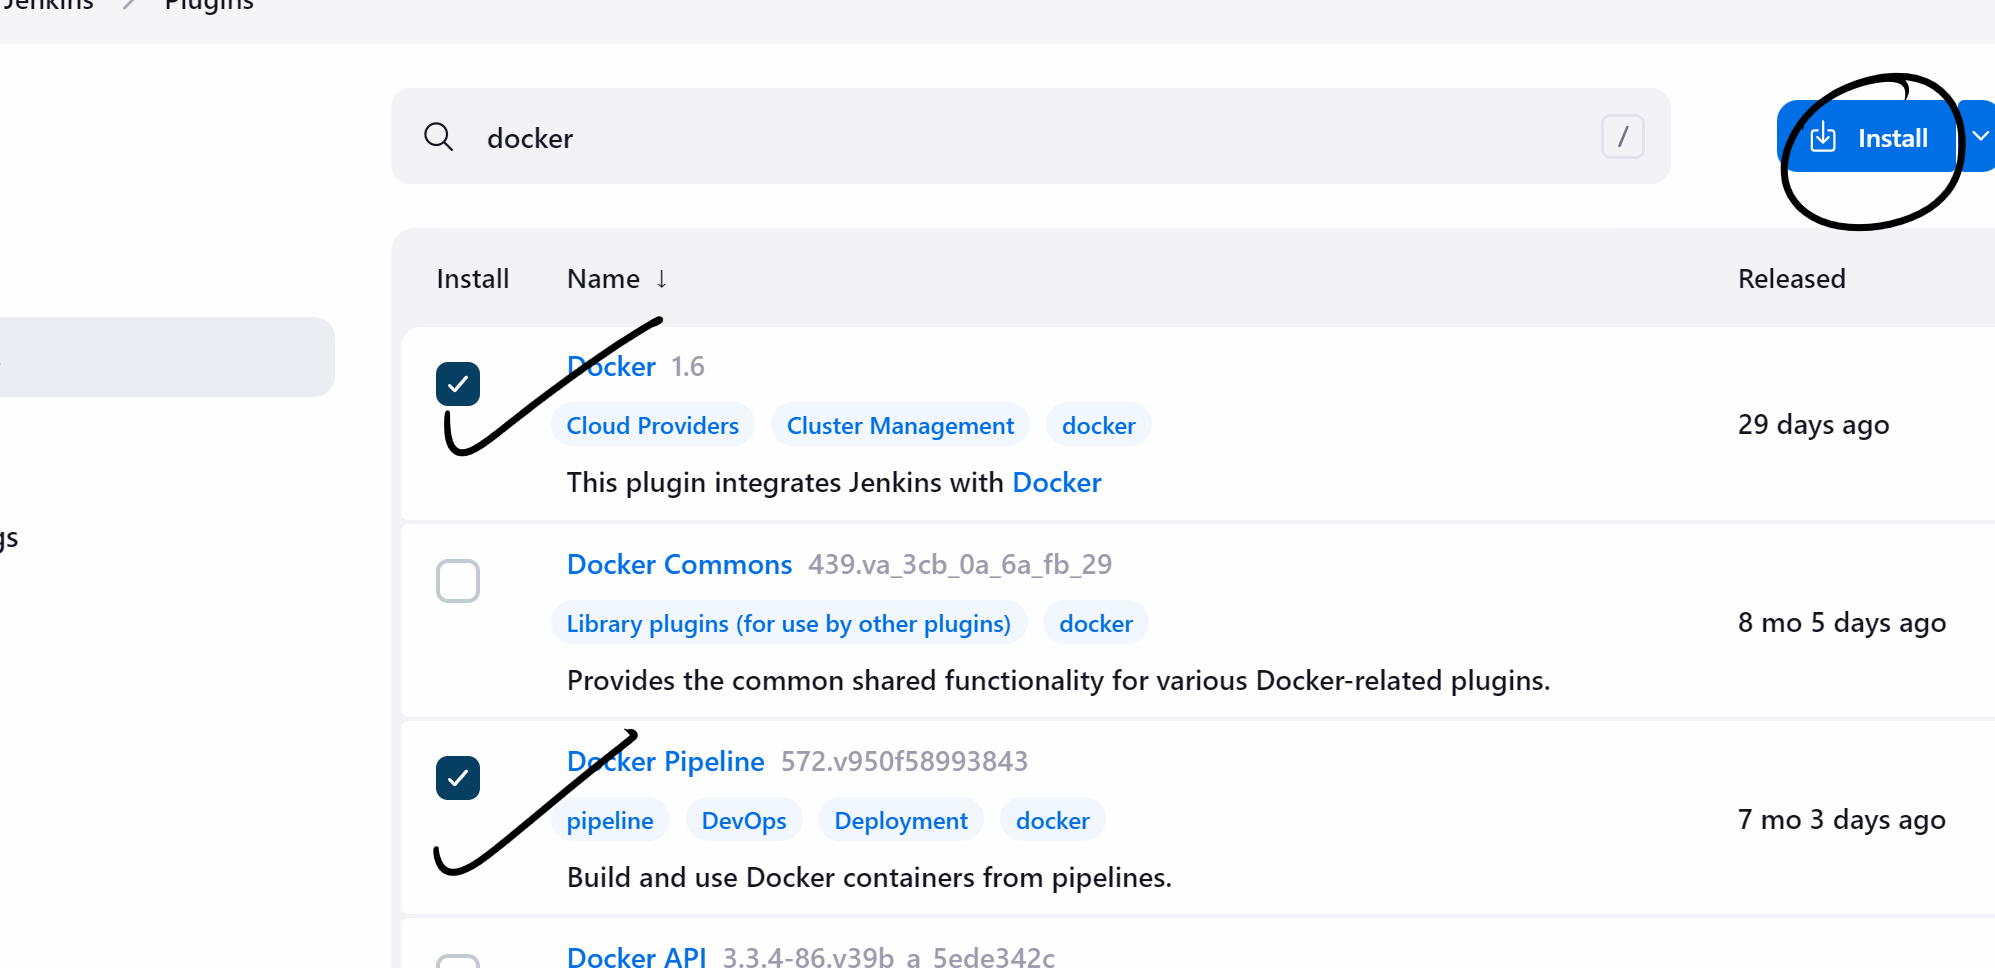 Jenkins > Plugins
docker /
Install
Install Name ↓ Released
Docker 1.6
Cloud Providers Cluster Management docker
29 days ago
This plugin integrates Jenkins with Docker
gs
Docker Commons 439.va_3cb_0a_6a_fb_29
Library plugins (for use by other plugins) docker
8 mo 5 days ago
Provides the common shared functionality for various Docker-related plugins.
Docker Pipeline 572.v950f58993843
pipeline DevOps Deployment docker
7 mo 3 days ago
Build and use Docker containers from pipelines.
Docker API 3.3.4-86.v39b_a_5ede342c